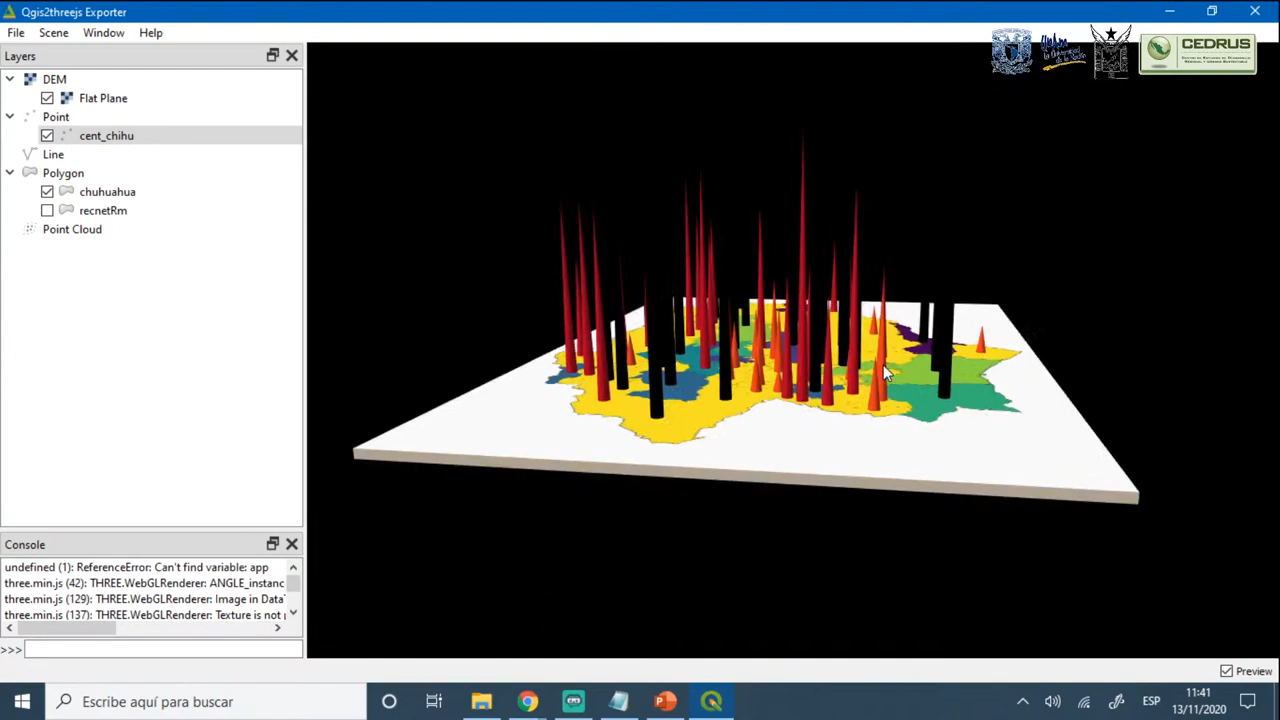 Qgis2threejs Exporter
File Scene Window Help
CEDRUS
Layers
DEM
Flat Plane
Point
cent_chihu
Line
Polygon
chuhuahua
recnetRm
Point Cloud
Console
undefined (1): ReferenceError: Can't find variable: app
three.min.js (42): THREE.WebGLRenderer: ANGLE_instanc
three.min.js (129): THREE.WebGLRenderer: Image in Data
three.min.js (137): THREE.WebGLRenderer: Texture is not
>>>
Preview
Escribe aquí para buscar
ESP
11:41
13/11/2020